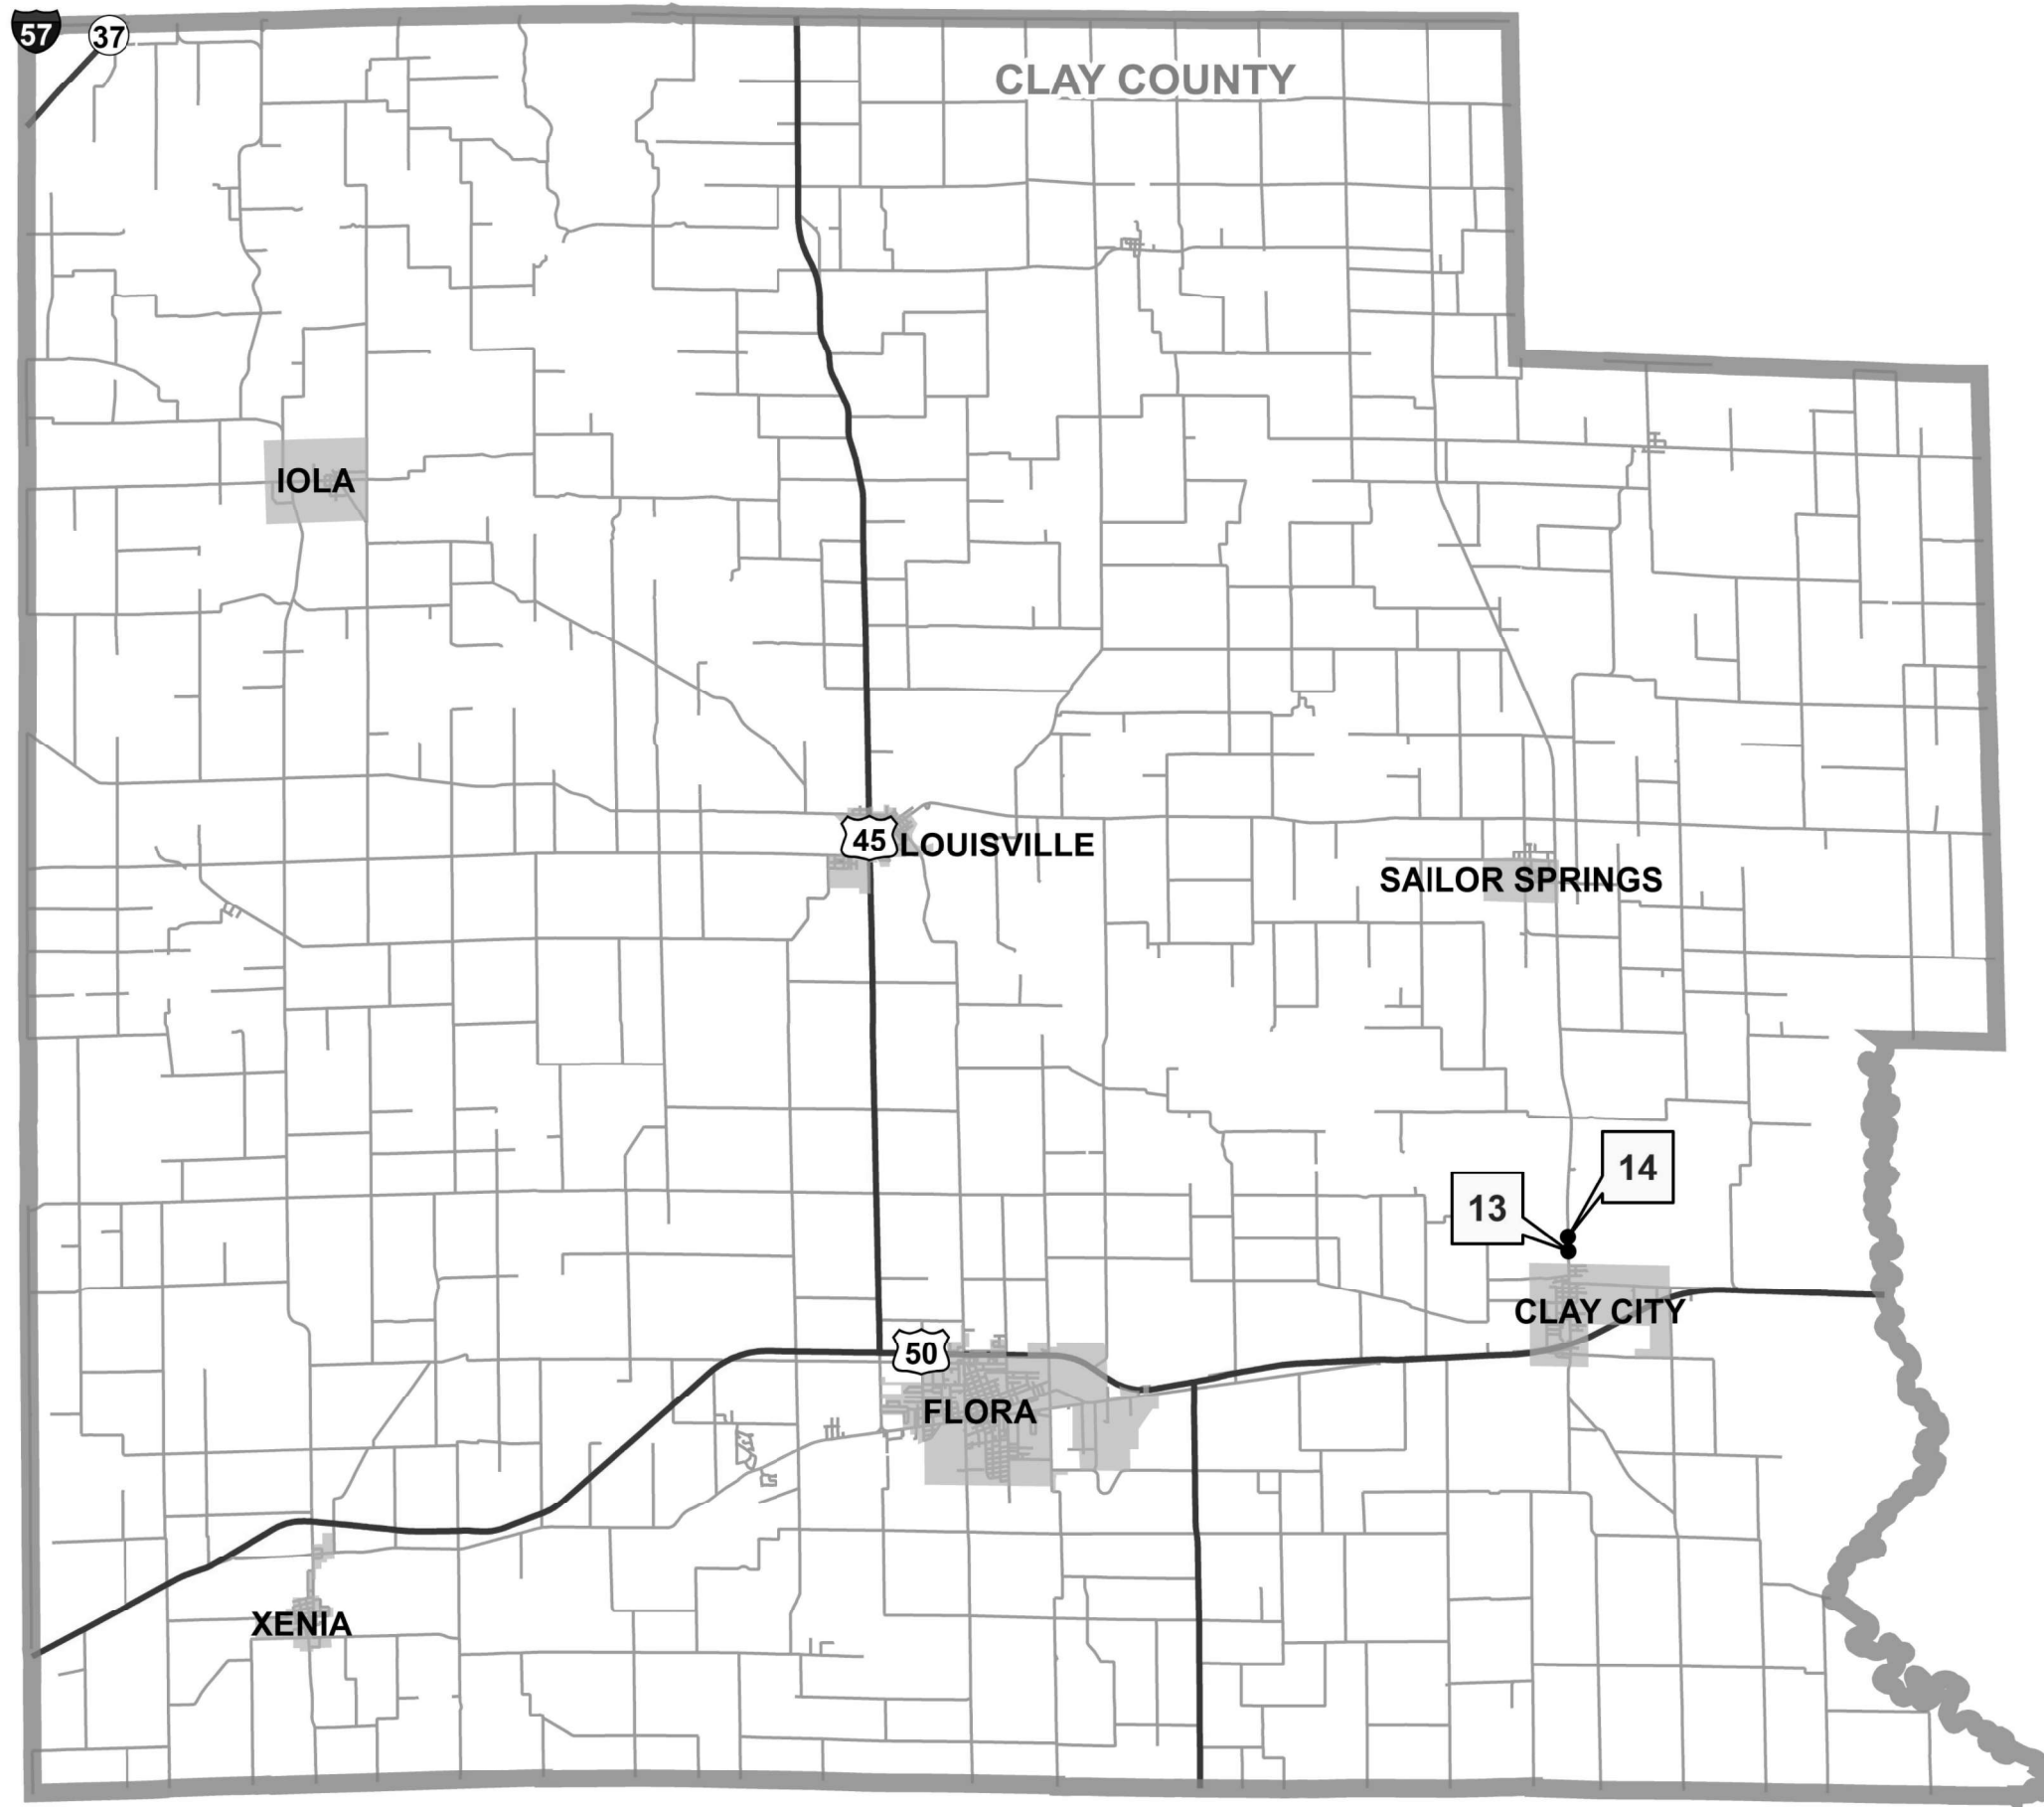 57
37
CLAY COUNTY
IOLA
45
LOUISVILLE
SAILOR SPRINGS
14
13
CLAY CITY
50
FLORA
XENIA